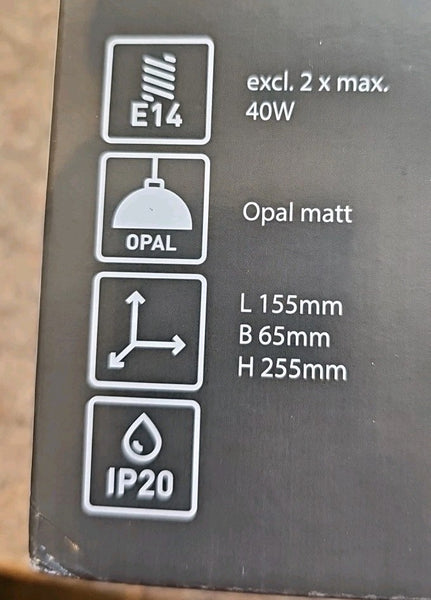 E14
excl. 2 x max.
40W
OPAL
Opal matt
L 155mm
B 65mm
H 255mm
IP20